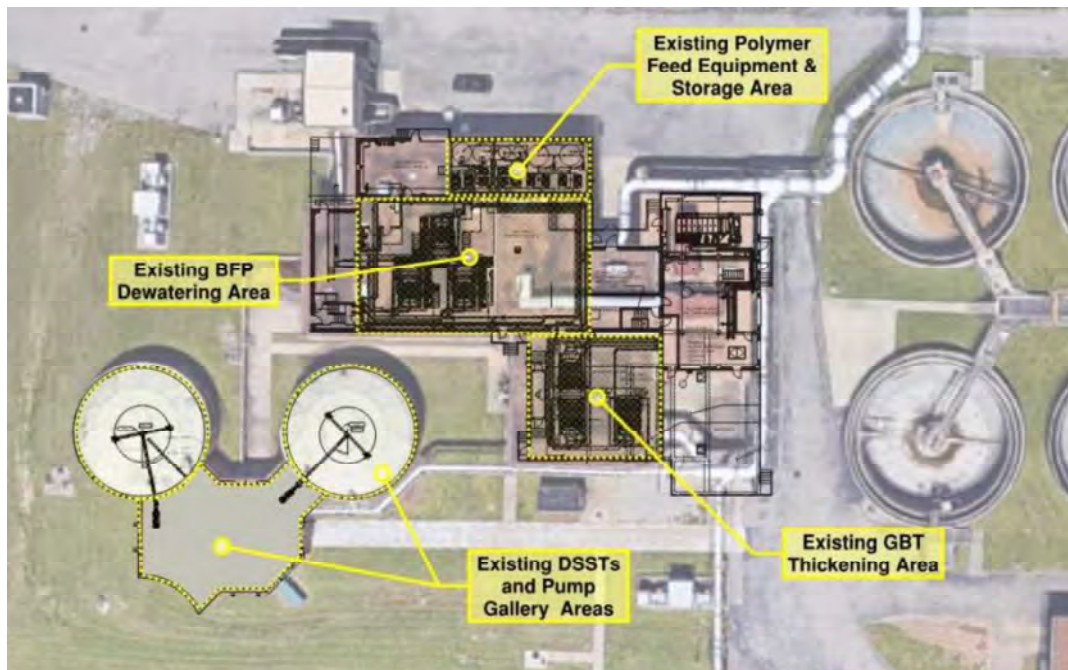 Existing Polymer
Feed Equipment &
Storage Area
Existing BFP
Dewatering Area
Existing DSSTs
and Pump
Gallery Areas
Existing GBT
Thickening Area